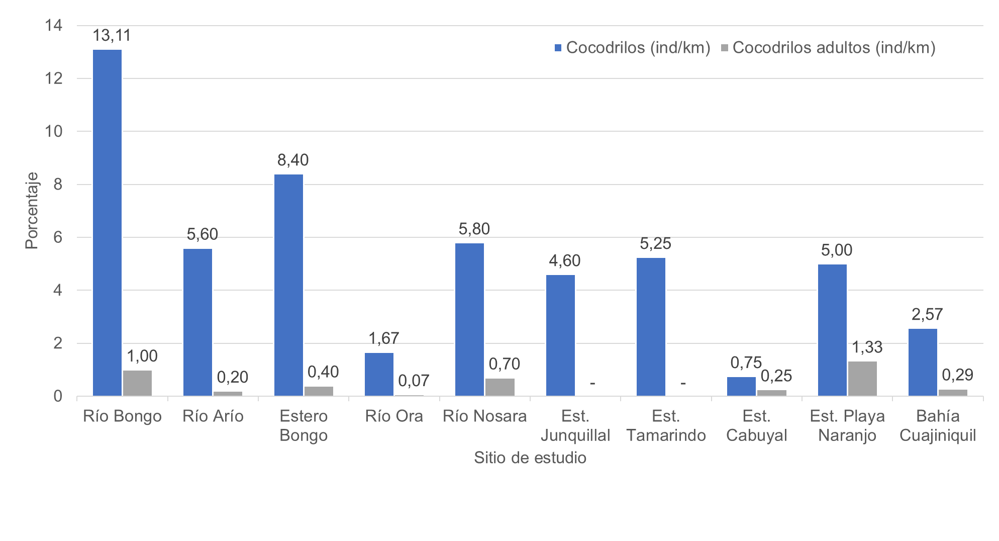 14
12
10
8
6
4
2
0
Porcentaje
Cocodrilos (ind/km)
Cocodrilos adultos (ind/km)
13,11
1,00
5,60
0,20
8,40
0,40
1,67
0,07
5,80
0,70
4,60
-
5,25
-
0,75
0,25
5,00
1,33
2,57
0,29
Río Bongo
Río Arío
Estero
Bongo
Río Ora
Río Nosara
Est.
Junquillal
Est.
Tamarindo
Est.
Cabuyal
Est. Playa
Naranjo
Bahía
Cuajiniquil
Sitio de estudio